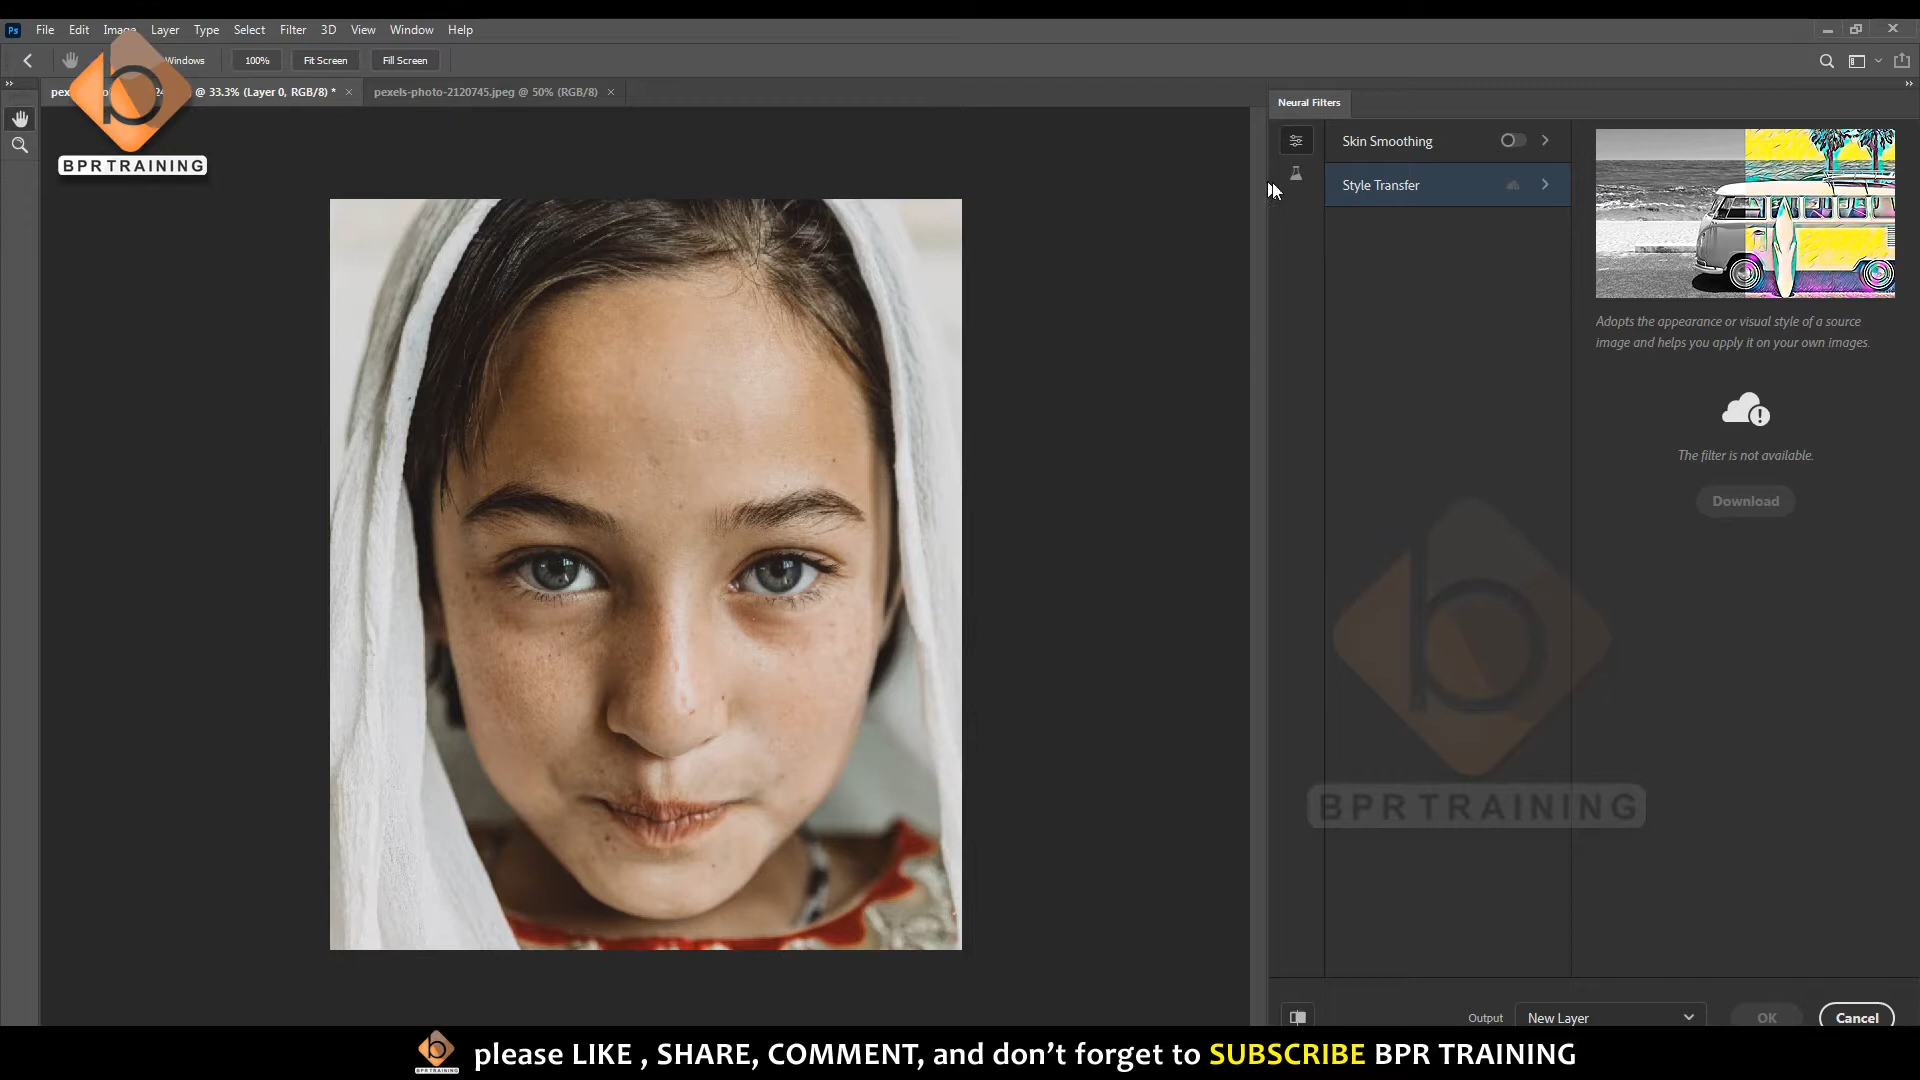 Ps File Edit Image Layer Type Select Filter 3D View Window Help
Windows 100% Fit Screen Fill Screen
@ 33.3% (Layer 0, RGB/8) * × pexels-photo-2120745.jpeg @ 50% (RGB/8) ×
BPR TRAINING
Neural Filters
Skin Smoothing
Style Transfer
Adopts the appearance or visual style of a source
image and helps you apply it on your own images.
The filter is not available.
Download
BPR TRAINING
Output New Layer OK Cancel
BPR TRAINING
please LIKE , SHARE, COMMENT, and don’t forget to SUBSCRIBE BPR TRAINING